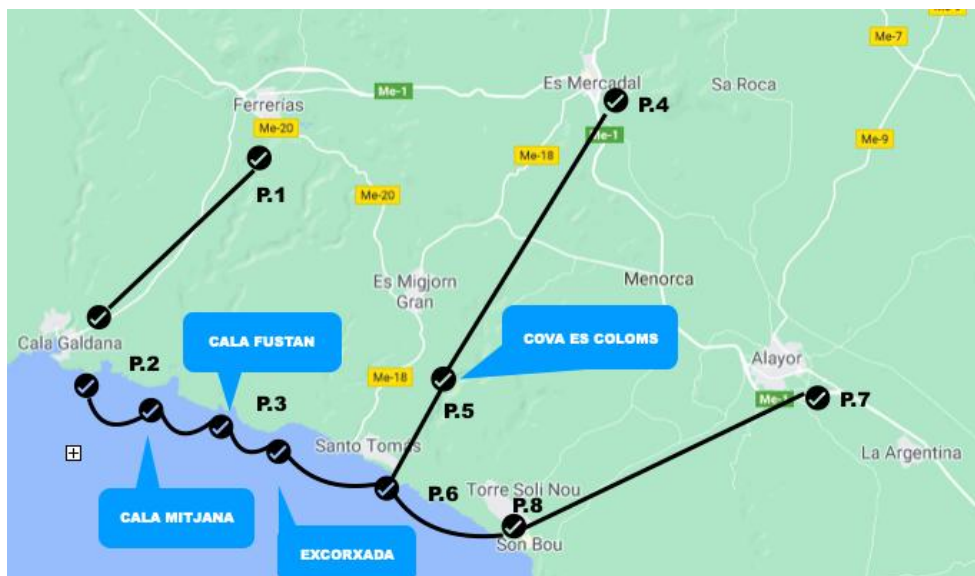 Me-7
Es Mercadal
Sa Roca
Me-1
Ferrerías
P.4
Me-20
Me-1
Me-9
Me-18
P.1
Me-20
Es Migjorn
Gran
Menorca
CALA FUSTAN
COVA ES COLOMS
Cala Galdana
P.2
Alayor
Me-18
P.3
P.5
Me-1
P.7
Santo Tomás
La Argentina
P.6
Torre Solí Nou
CALA MITJANA
P.8
EXCORXADA
Son Bou